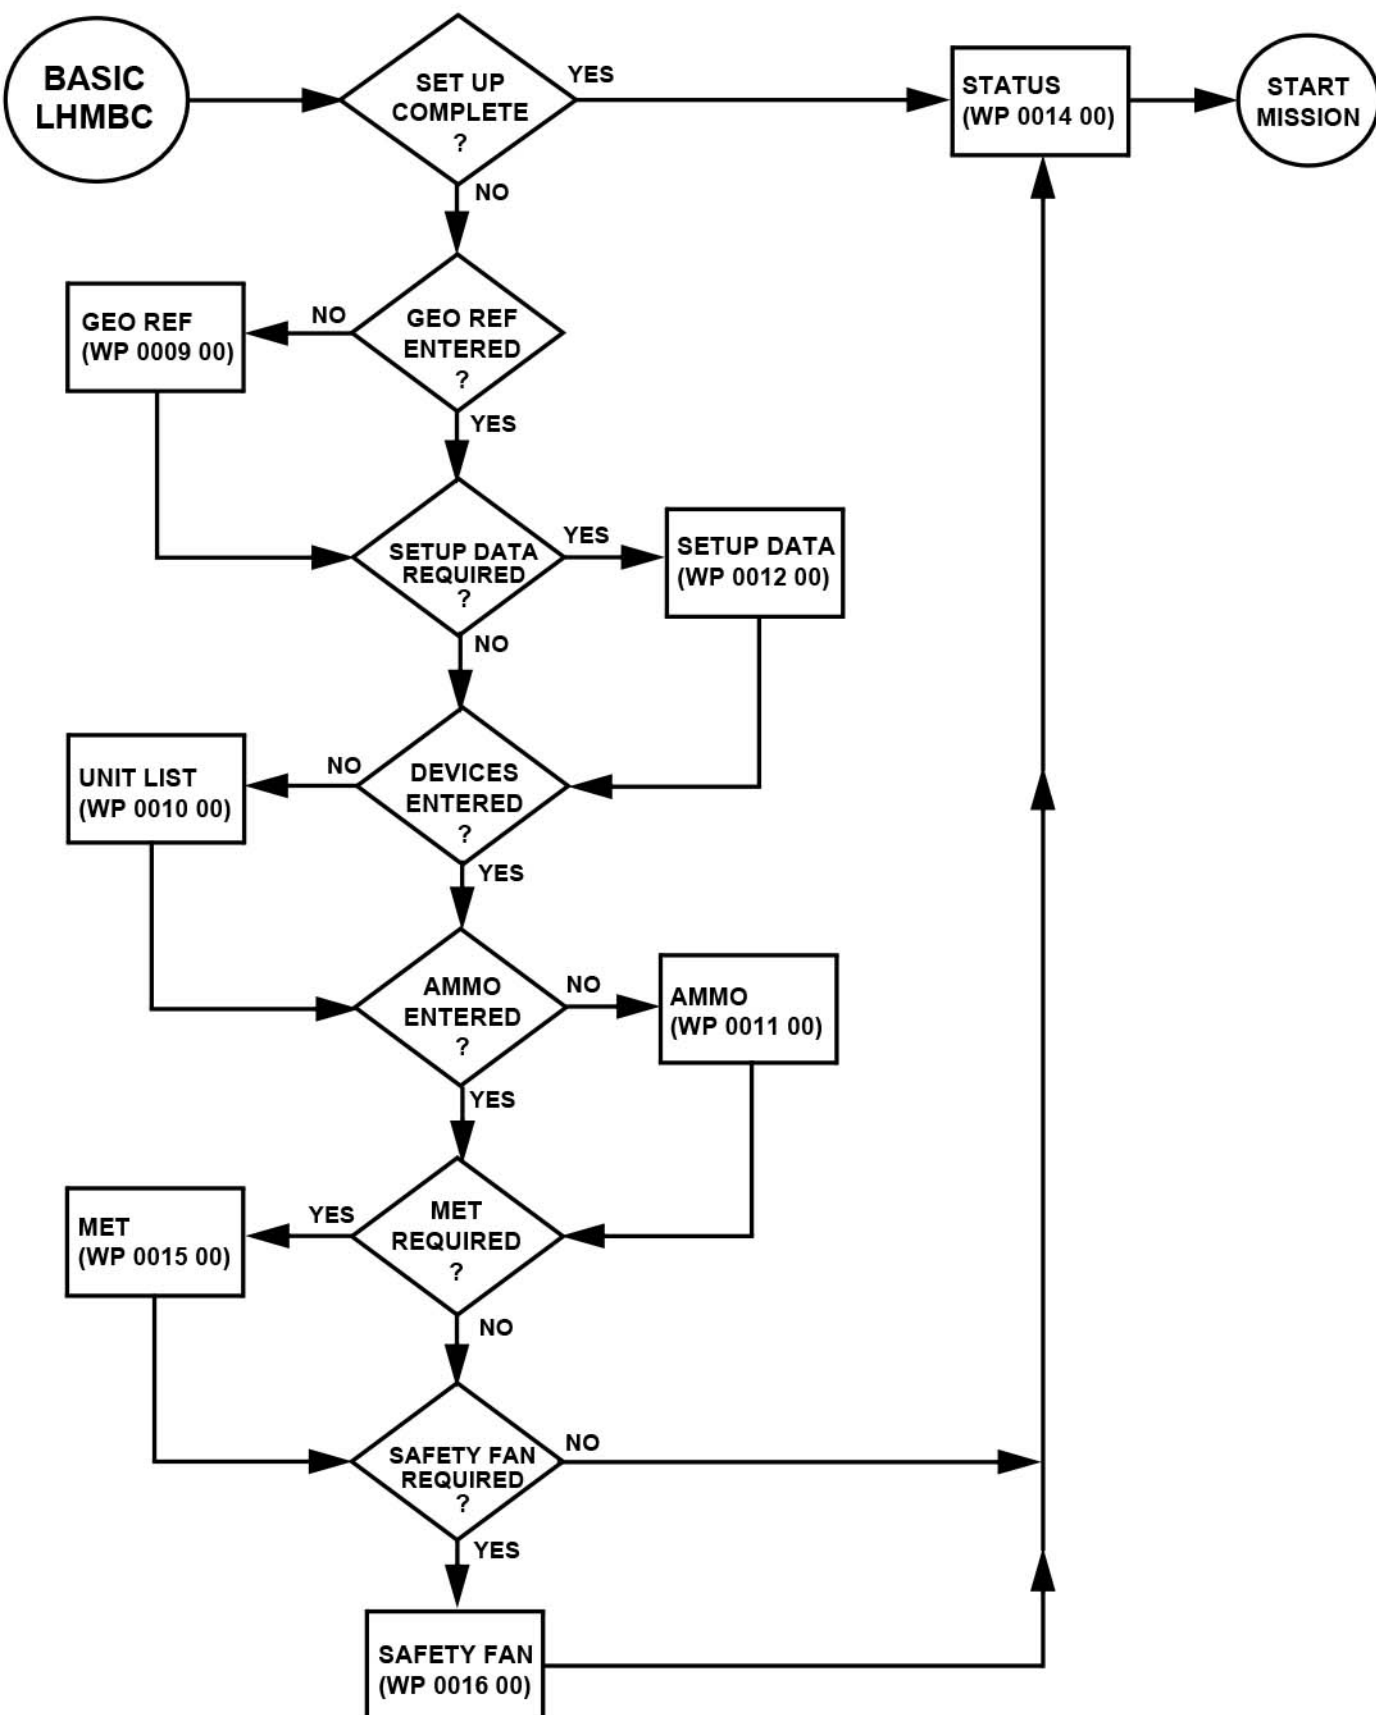 BASIC
LHMBC
SET UP
COMPLETE
?
YES
STATUS
(WP 0014 00)
START
MISSION
NO
GEO REF
(WP 0009 00)
NO
GEO REF
ENTERED
?
YES
SETUP DATA
REQUIRED
?
YES
SETUP DATA
(WP 0012 00)
NO
UNIT LIST
(WP 0010 00)
NO
DEVICES
ENTERED
?
YES
AMMO
ENTERED
?
NO
AMMO
(WP 0011 00)
YES
MET
(WP 0015 00)
YES
MET
REQUIRED
?
NO
SAFETY FAN
REQUIRED
?
NO
YES
SAFETY FAN
(WP 0016 00)